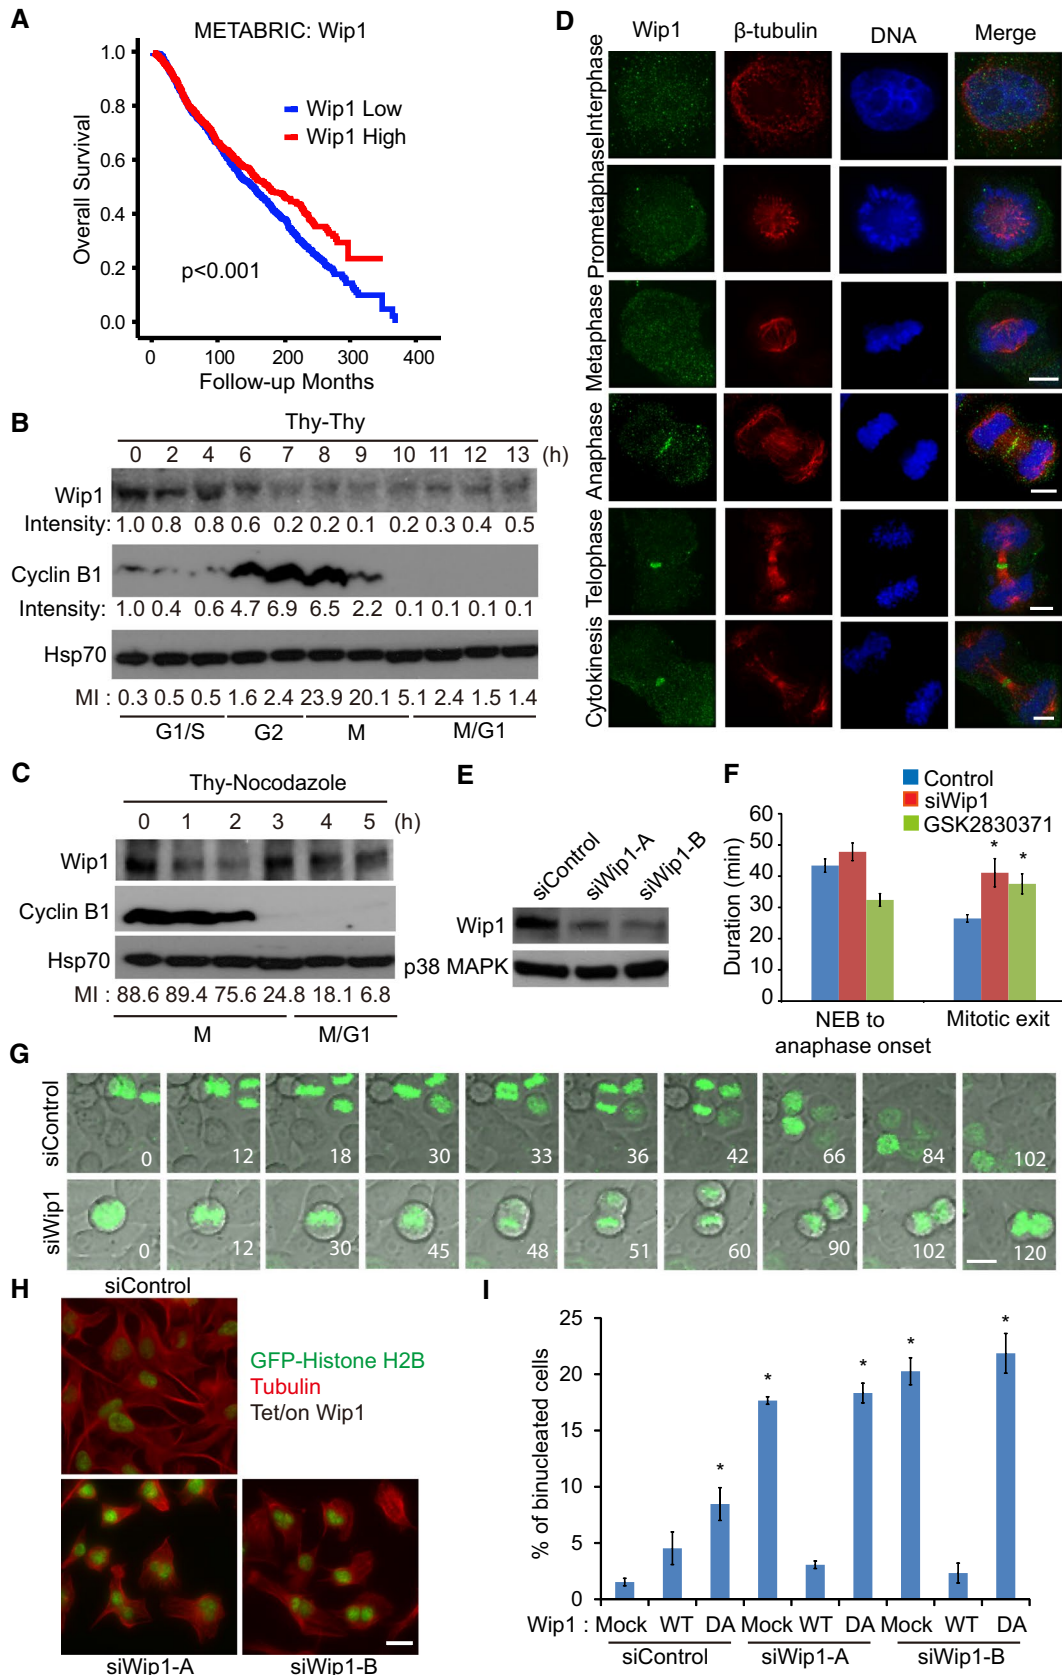 A
METABRIC: Wip1
Overall Survival
1.0
0.8
0.6
0.4
0.2
0.0
Wip1 Low
Wip1 High
p<0.001
0 100 200 300 400
Follow-up Months
B
Thy-Thy
0 2 4 6 7 8 9 10 11 12 13 (h)
Wip1
Intensity: 1.0 0.8 0.8 0.6 0.2 0.2 0.1 0.2 0.3 0.4 0.5
Cyclin B1
Intensity: 1.0 0.4 0.6 4.7 6.9 6.5 2.2 0.1 0.1 0.1 0.1
Hsp70
MI : 0.3 0.5 0.5 1.6 2.4 23.9 20.1 5.1 2.4 1.5 1.4
G1/S G2 M M/G1
C
Thy-Nocodazole
0 1 2 3 4 5 (h)
Wip1
Cyclin B1
Hsp70
MI : 88.6 89.4 75.6 24.8 18.1 6.8
M M/G1
D
Wip1 β-tubulin DNA Merge
Interphase
Prometaphase
Metaphase
Anaphase
Telophase
Cytokinesis
E
siControl
siWip1-A
siWip1-B
Wip1
p38 MAPK
F
Control
siWip1
GSK2830371
Duration (min)
60
50
40
30
20
10
0
* *
NEB to anaphase onset
Mitotic exit
G
siControl
0 12 18 30 33 36 42 66 84 102
siWip1
0 12 30 45 48 51 60 90 102 120
H
siControl
GFP-Histone H2B
Tubulin
Tet/on Wip1
siWip1-A siWip1-B
I
% of binucleated cells
25
20
15
10
5
0
* * * * *
Wip1 : Mock WT DA Mock WT DA Mock WT DA
siControl siWip1-A siWip1-B